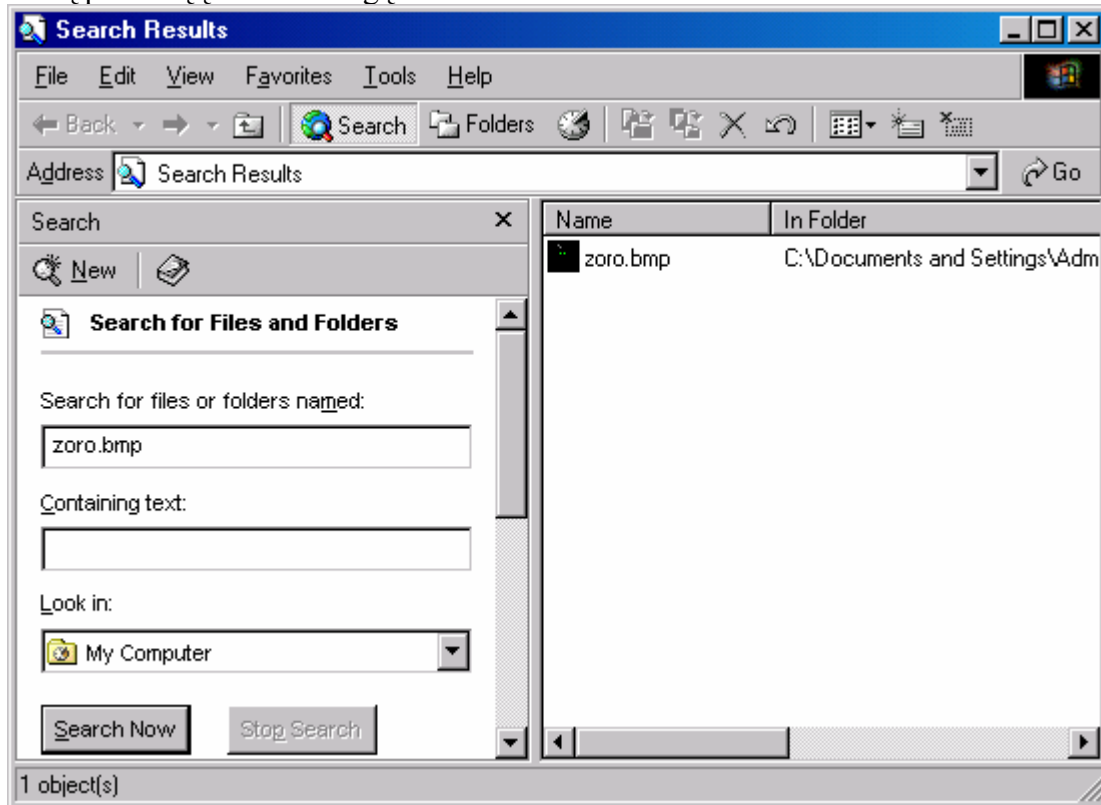 Search Results
File Edit View Favorites Tools Help
Back Search Folders
Address Search Results Go
Search
Name In Folder
New
zoro.bmp C:\Documents and Settings\Adm
Search for Files and Folders
Search for files or folders named:
zoro.bmp
Containing text:
Look in:
My Computer
Search Now Stop Search
1 object(s)